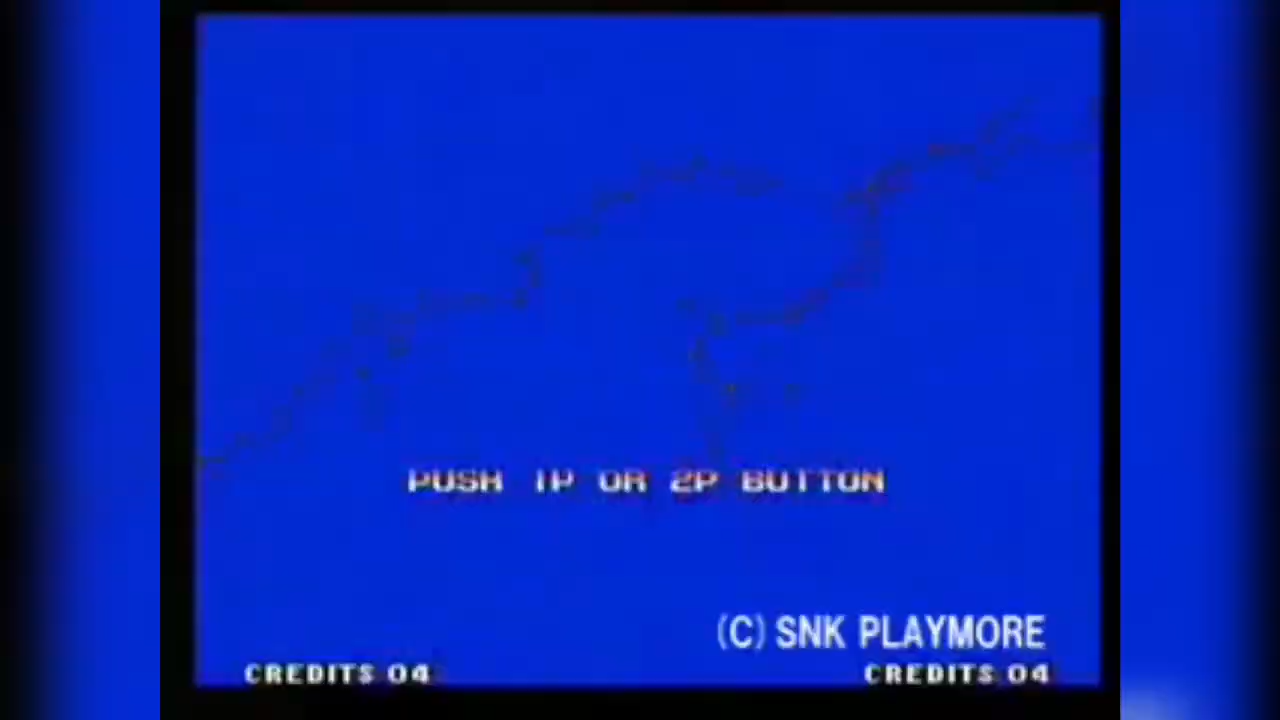 PUSH 1P OR 2P BUTTON
(C) SNK PLAYMORE
CREDITS 04 CREDITS 04